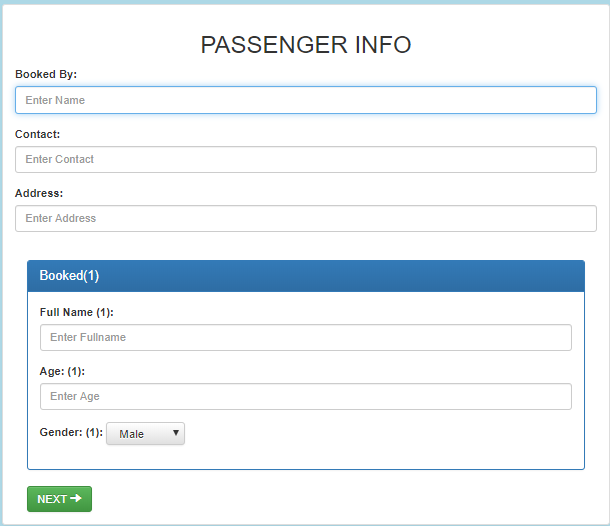 PASSENGER INFO
Booked By:
Enter Name
Contact:
Enter Contact
Address:
Enter Address
Booked(1)
Full Name (1):
Enter Fullname
Age: (1):
Enter Age
Gender: (1): Male
NEXT